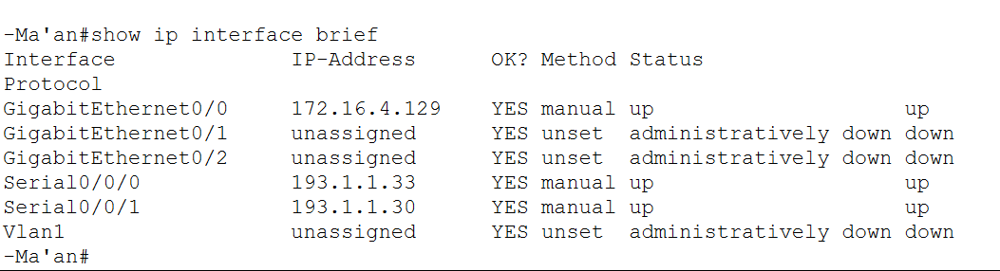 -Ma'an#show ip interface brief
Interface              IP-Address      OK? Method Status
Protocol
GigabitEthernet0/0     172.16.4.129    YES manual up                    up
GigabitEthernet0/1     unassigned      YES unset  administratively down down
GigabitEthernet0/2     unassigned      YES unset  administratively down down
Serial0/0/0            193.1.1.33      YES manual up                    up
Serial0/0/1            193.1.1.30      YES manual up                    up
Vlan1                  unassigned      YES unset  administratively down down
-Ma'an#